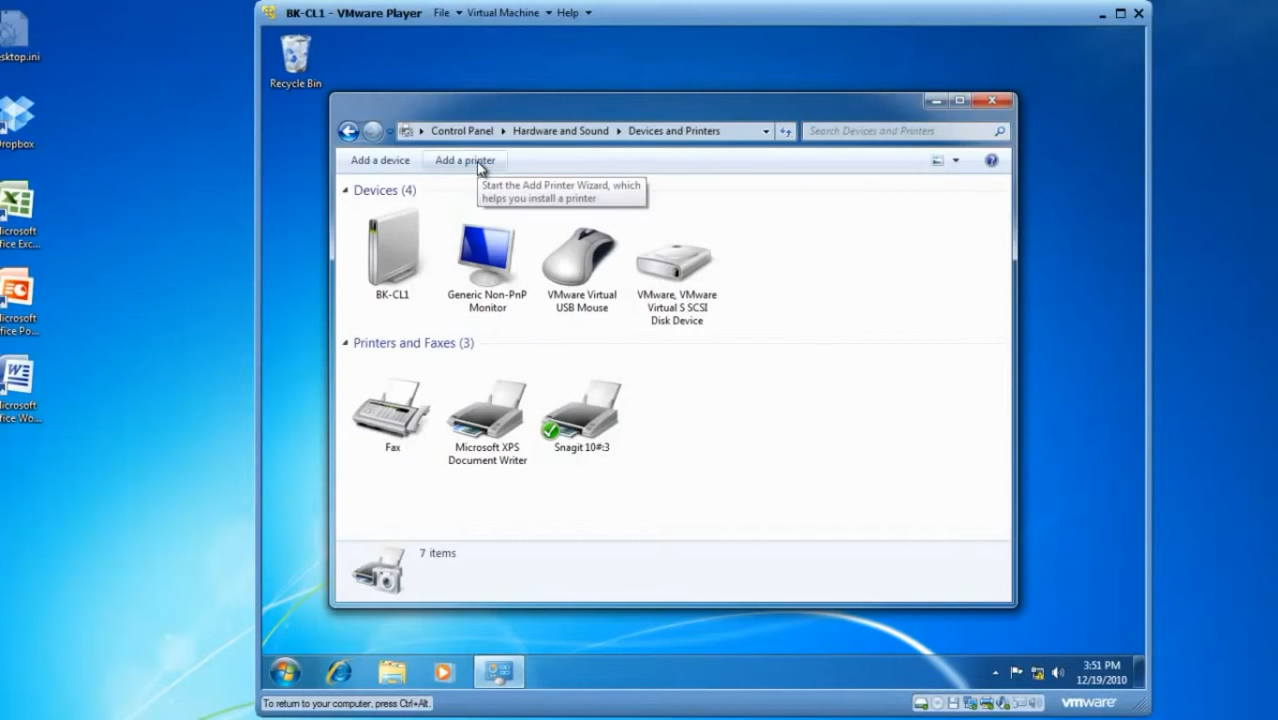 BK-CL1 - VMware Player File Virtual Machine Help
esktop.ini
Recycle Bin
Control Panel Hardware and Sound Devices and Printers Search Devices and Printers
ropbox
Add a device Add a printer
Start the Add Printer Wizard, which
helps you install a printer
Devices (4)
icrosoft
ffice Exc...
BK-CL1
Generic Non-PnP
Monitor
VMware Virtual
USB Mouse
VMware, VMware
Virtual S SCSI
Disk Device
icrosoft
ffice Po...
Printers and Faxes (3)
icrosoft
ffice Wo...
Fax
Microsoft XPS
Document Writer
Snagit 10#:3
7 items
3:51 PM
12/19/2010
To return to your computer, press Ctrl+Alt.
vmware